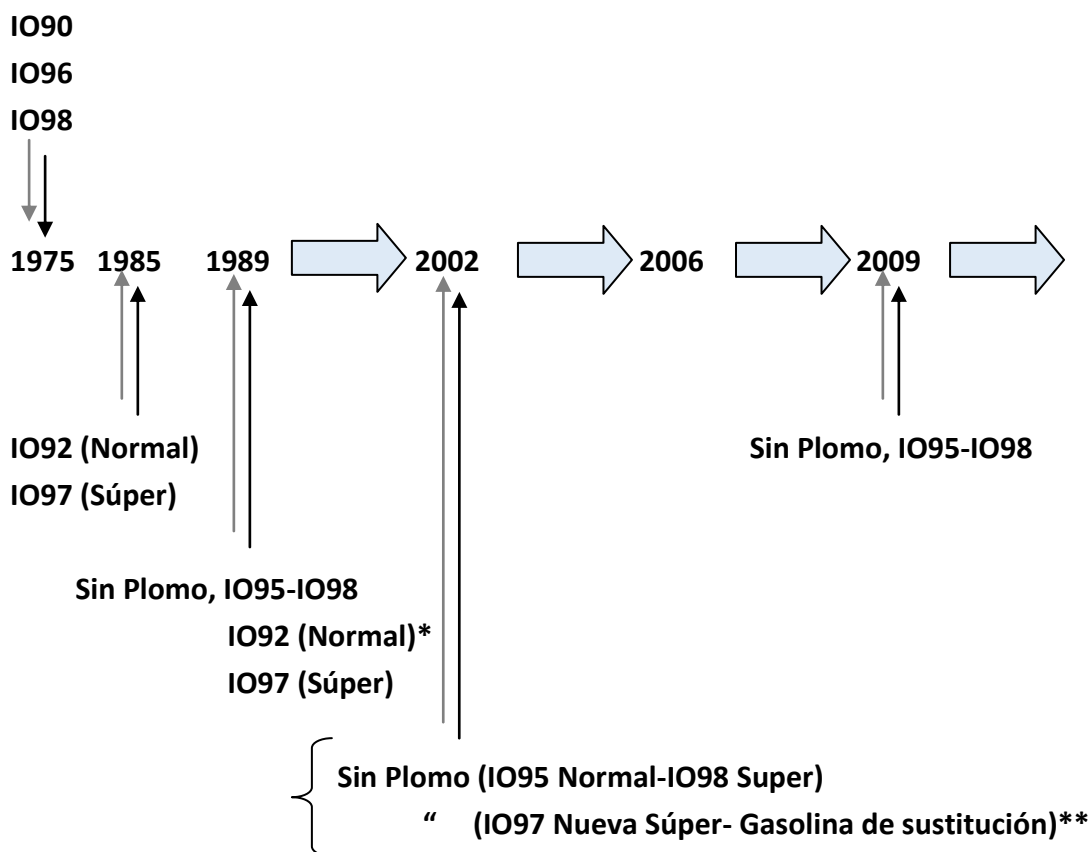 IO90
IO96
IO98
1975 1985 1989 2002 2006 2009
IO92 (Normal)
IO97 (Súper)
Sin Plomo, IO95-IO98
Sin Plomo, IO95-IO98
IO92 (Normal)*
IO97 (Súper)
Sin Plomo (IO95 Normal-IO98 Super)
“ (IO97 Nueva Súper- Gasolina de sustitución)**